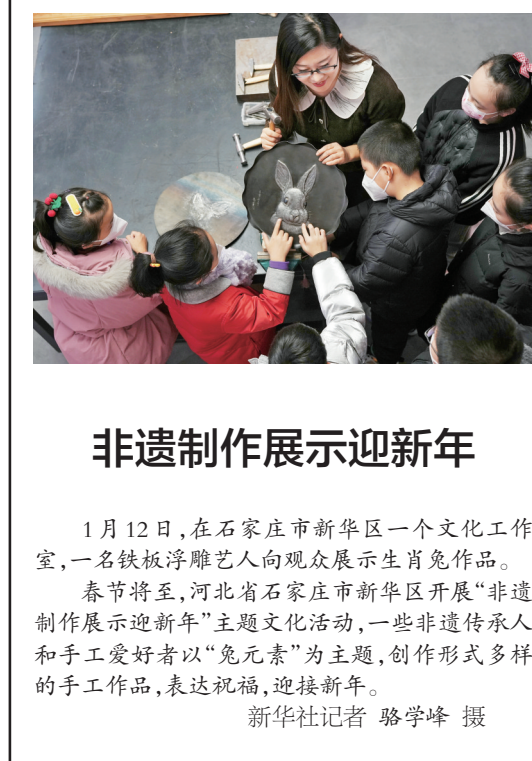 非遗制作展示迎新年
1月12日,在石家庄市新华区一个文化工作
室,一名铁板浮雕艺人向观众展示生肖兔作品。
春节将至,河北省石家庄市新华区开展“非遗
制作展示迎新年”主题文化活动,一些非遗传承人
和手工爱好者以“兔元素”为主题,创作形式多样
的手工作品,表达祝福,迎接新年。
新华社记者 骆学峰 摄